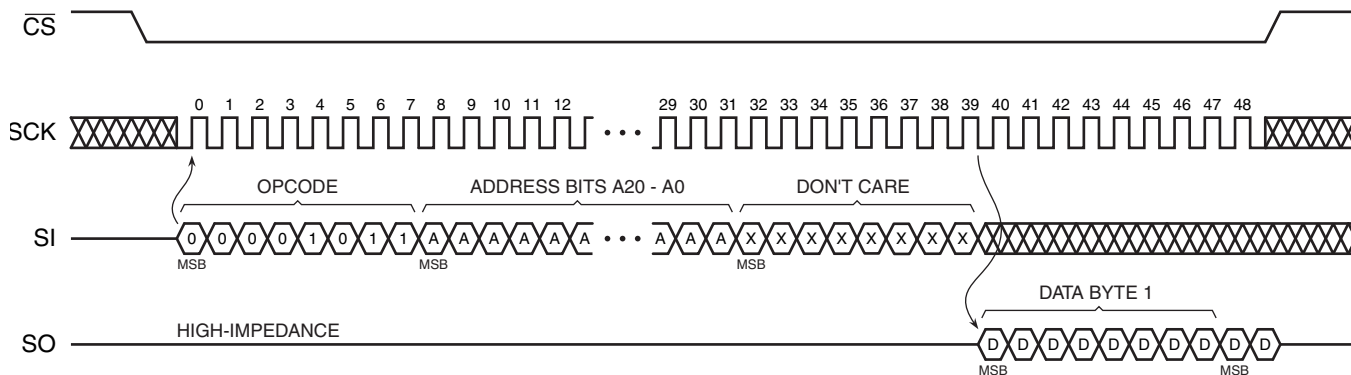 CS
0 1 2 3 4 5 6 7 8 9 10 11 12 29 30 31 32 33 34 35 36 37 38 39 40 41 42 43 44 45 46 47 48
SCK
OPCODE ADDRESS BITS A20 - A0 DON'T CARE
SI 0 0 0 0 1 0 1 1 A A A A A A A A A X X X X X X X X
MSB MSB MSB
DATA BYTE 1
HIGH-IMPEDANCE
SO D D D D D D D D D D
MSB MSB